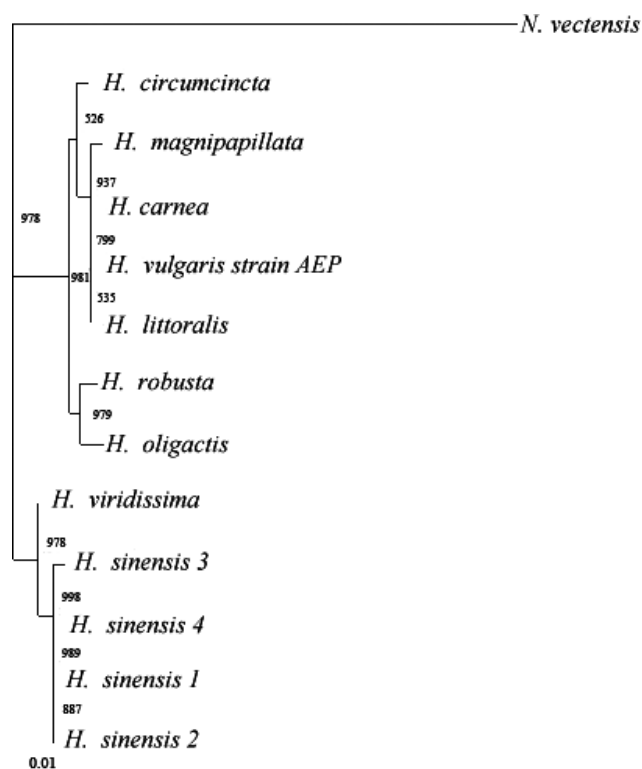 N. vectensis
H. circumcincta
526
H. magnipapillata
937
H. carnea
978
799
H. vulgaris strain AEP
981
535
H. littoralis
H. robusta
979
H. oligactis
H. viridissima
978
H. sinensis 3
998
H. sinensis 4
989
H. sinensis 1
887
H. sinensis 2
0.01